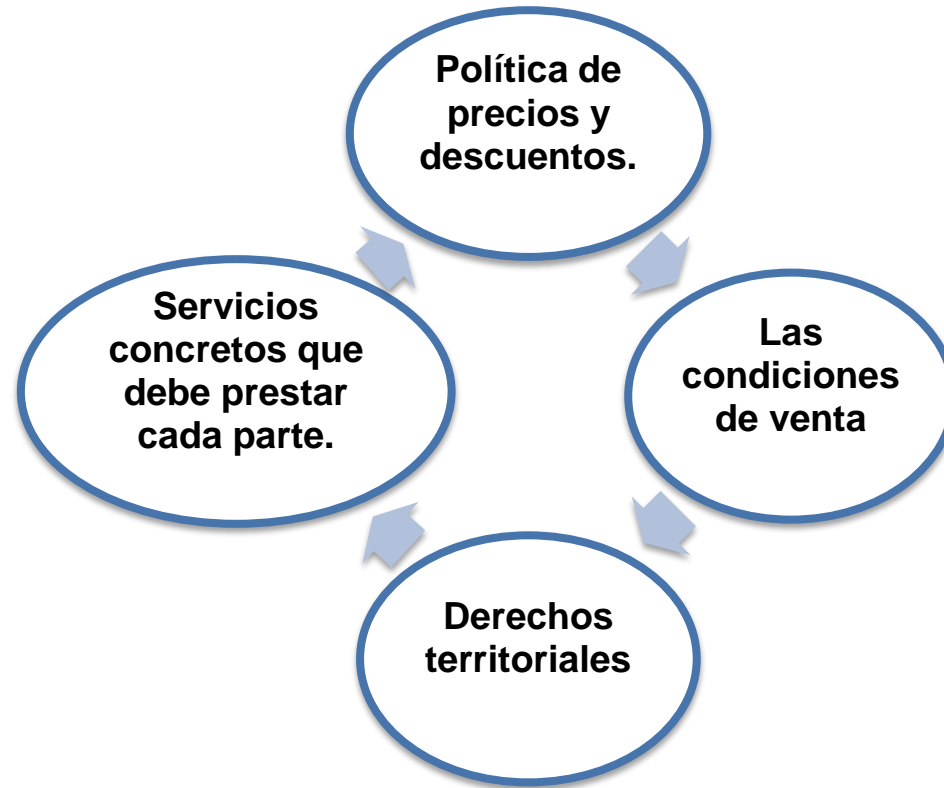 Política de
precios y
descuentos.
Las
condiciones
de venta
Derechos
territoriales
Servicios
concretos que
debe prestar
cada parte.